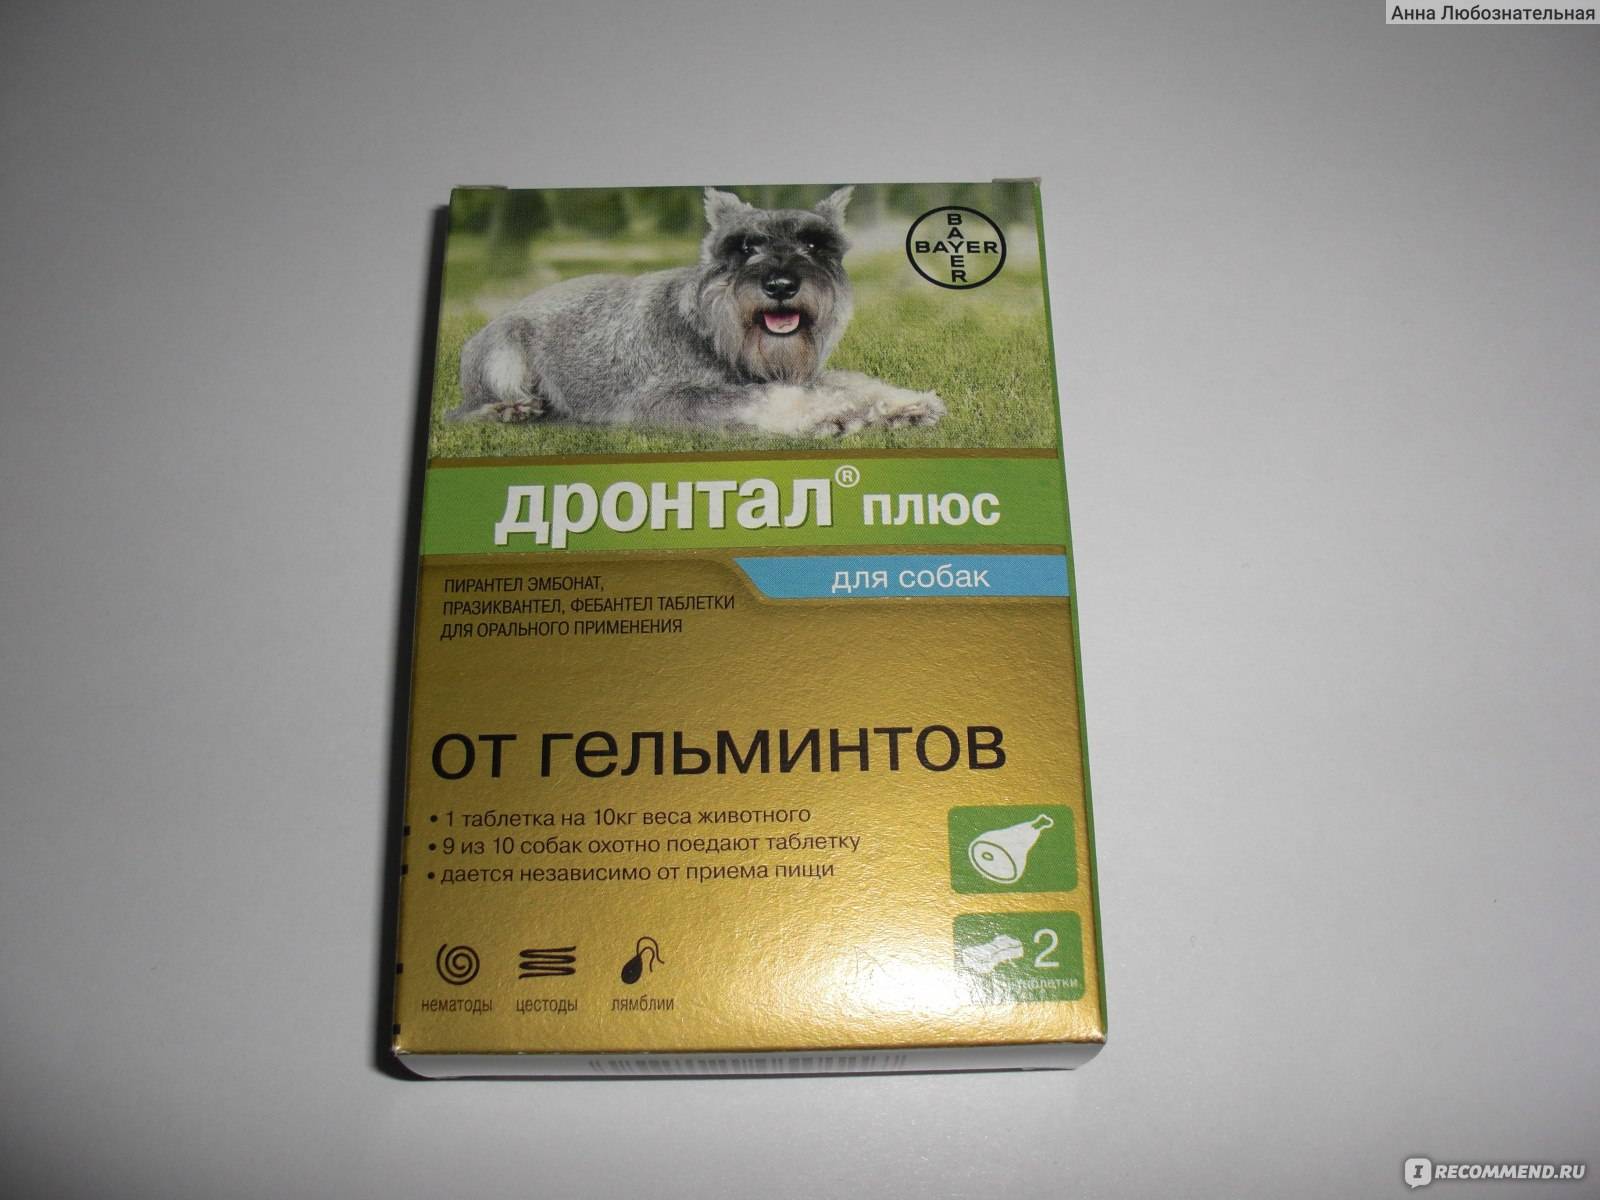 Анна Любознательная
BAYER
BAYER
дронтал® плюс
для собак
ПИРАНТЕЛ ЭМБОНАТ,
ПРАЗИКВАНТЕЛ, ФЕБАНТЕЛ ТАБЛЕТКИ
ДЛЯ ОРАЛЬНОГО ПРИМЕНЕНИЯ
от гельминтов
• 1 таблетка на 10кг веса животного
• 9 из 10 собак охотно поедают таблетку
• дается независимо от приема пищи
2
таблетки
нематоды цестоды лямблии
IRECOMMEND.RU